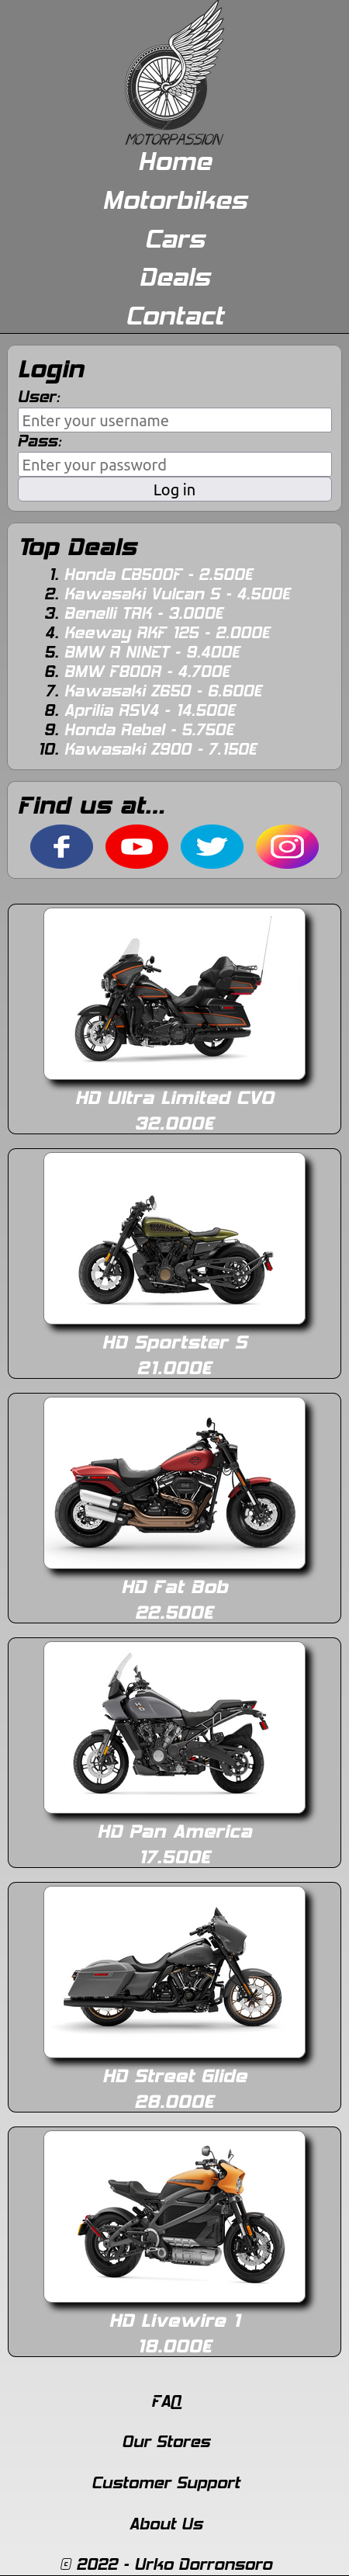 MOTORPASSION
Home
Motorbikes
Cars
Deals
Contact
Login
User:
Enter your username
Pass:
Enter your password
Log in
Top Deals
1. Honda CB500F - 2.500€
2. Kawasaki Vulcan S - 4.500€
3. Benelli TRK - 3.000€
4. Keeway RKF 125 - 2.000€
5. BMW R NINET - 9.400€
6. BMW F800R - 4.700€
7. Kawasaki Z650 - 6.600€
8. Aprilia RSV4 - 14.500€
9. Honda Rebel - 5.750€
10. Kawasaki Z900 - 7.150€
Find us at...
HD Ultra Limited CVO
32.000€
HD Sportster S
21.000€
HD Fat Bob
22.500€
HD Pan America
17.500€
HD Street Glide
28.000€
HD Livewire 1
18.000€
FAQ
Our Stores
Customer Support
About Us
© 2022 - Urko Dorronsoro